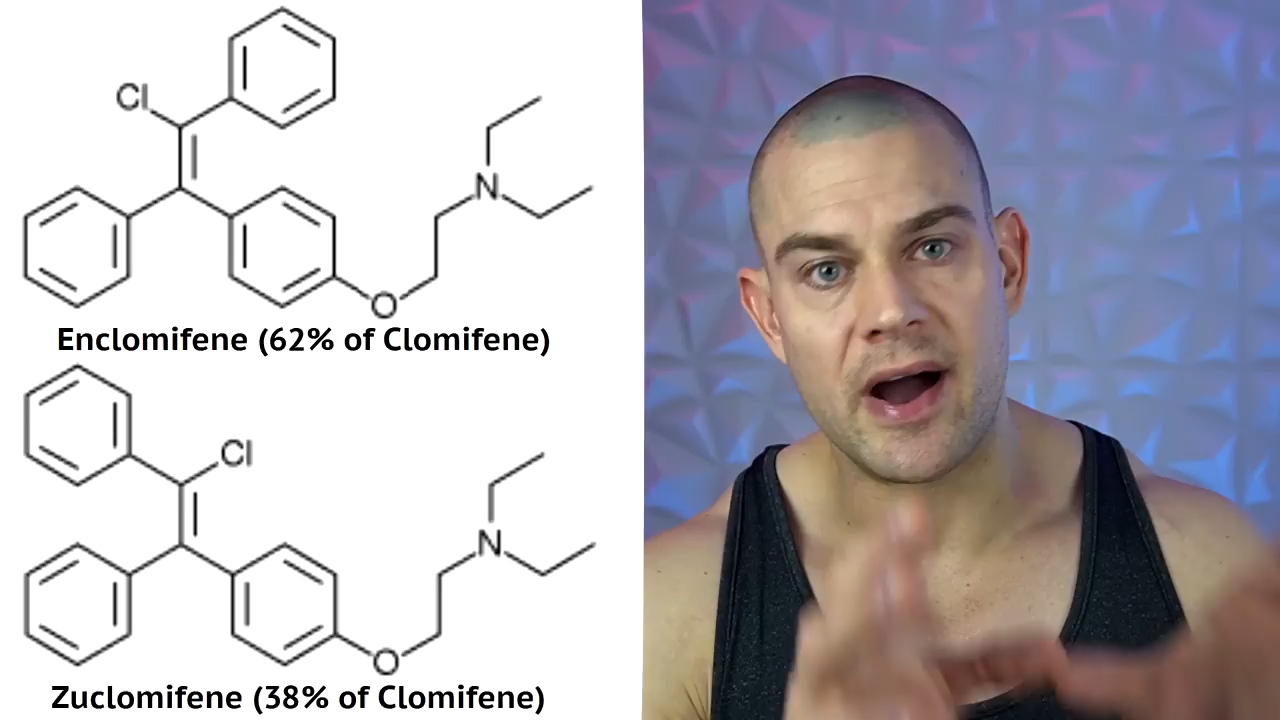 Cl
N
O
Enclomifene (62% of Clomifene)
Cl
N
O
Zuclomifene (38% of Clomifene)